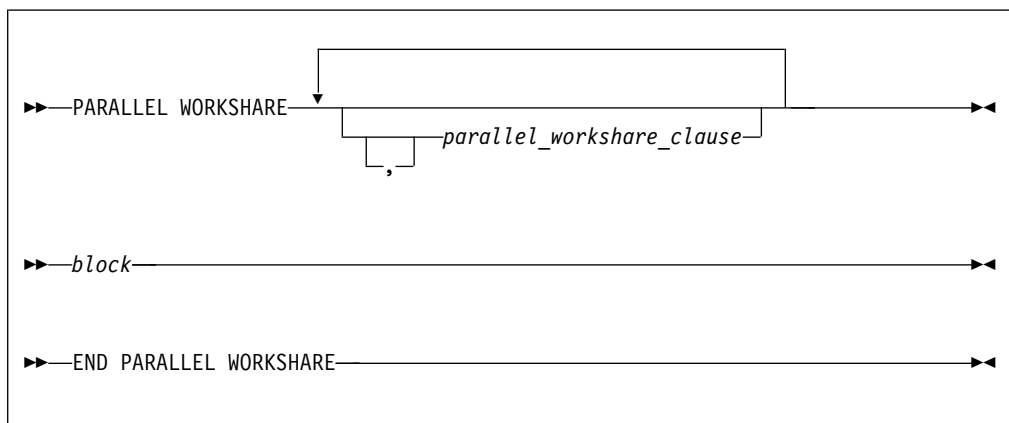 PARALLEL WORKSHARE
parallel_workshare_clause
,
block
END PARALLEL WORKSHARE